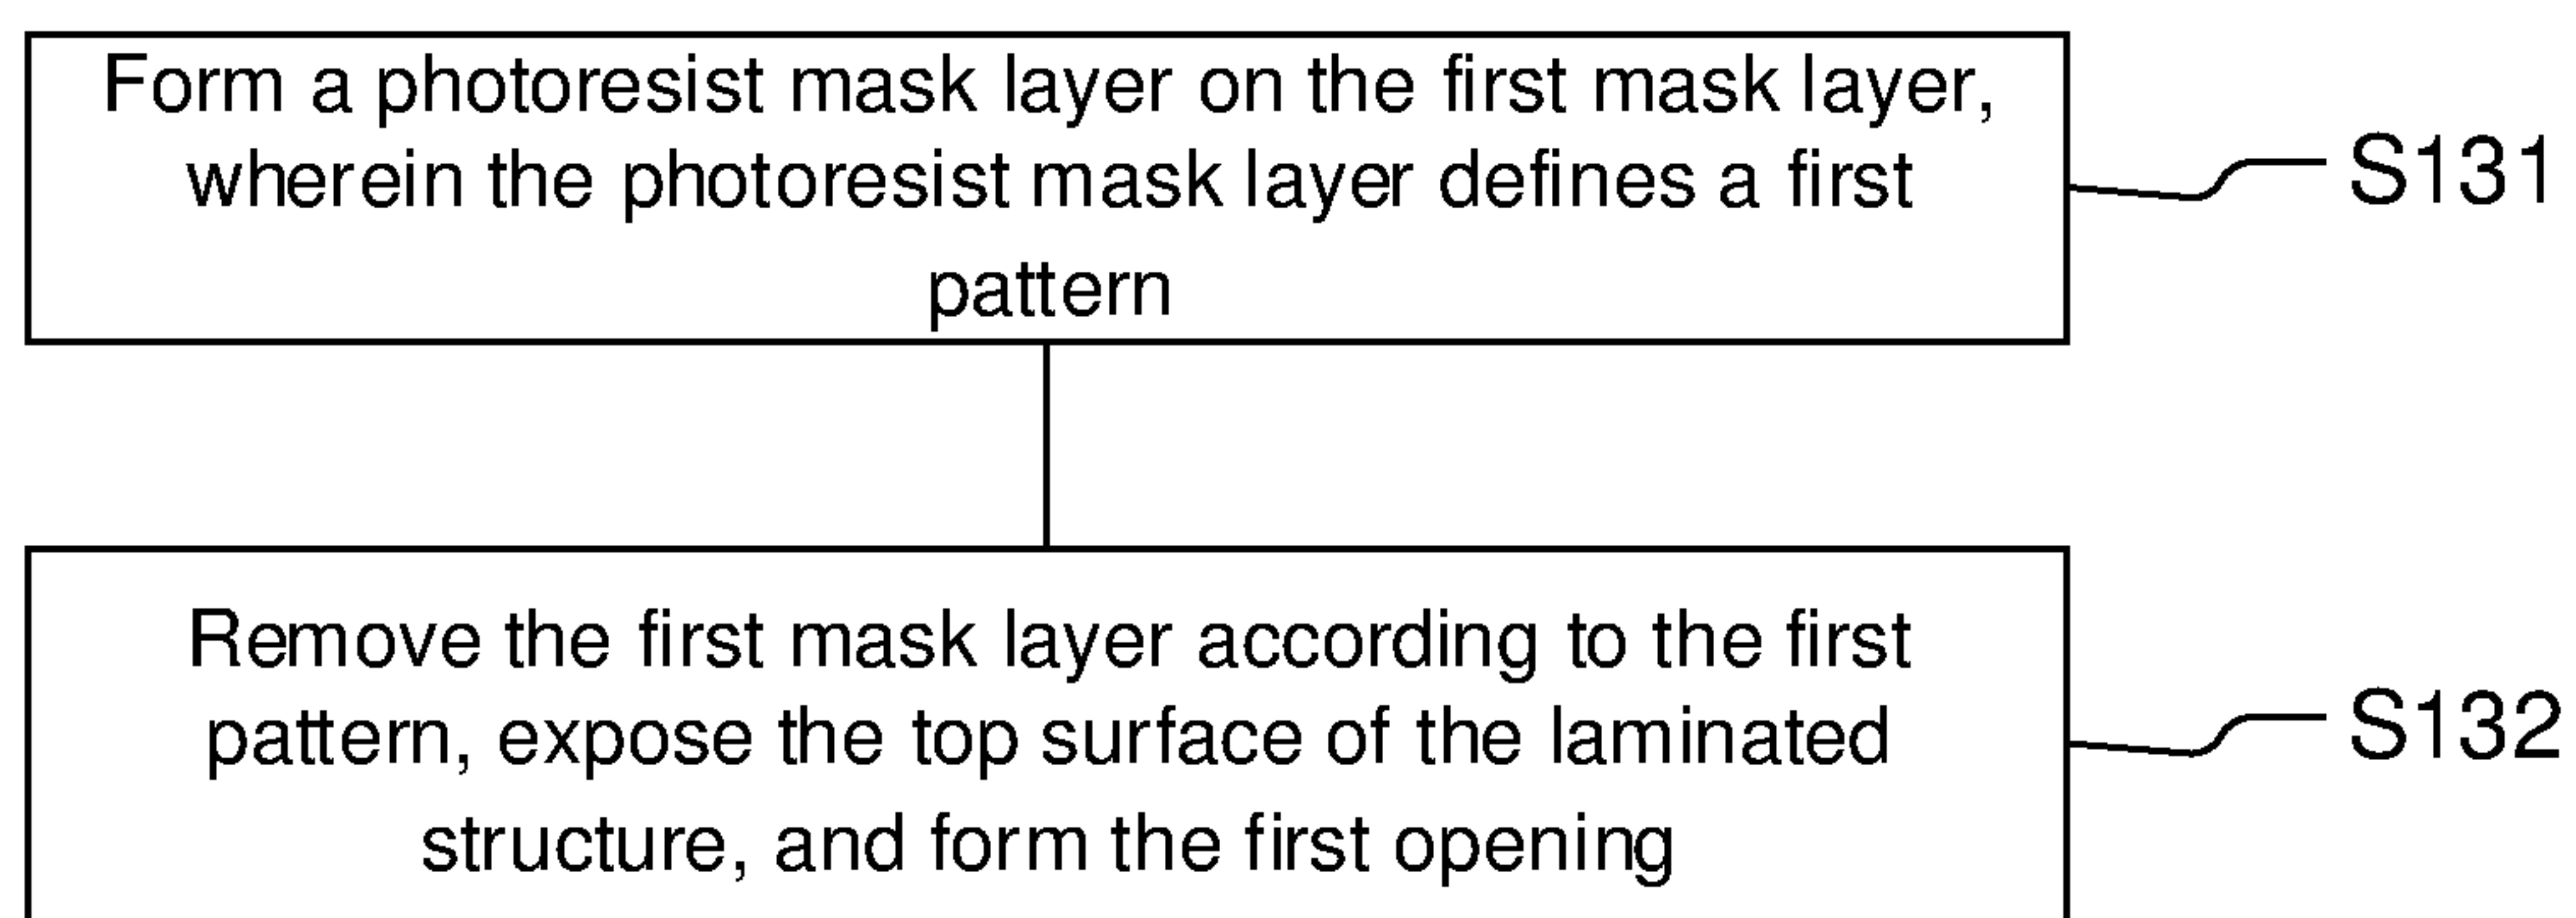 Form a photoresist mask layer on the first mask layer,
wherein the photoresist mask layer defines a first
pattern
S131
Remove the first mask layer according to the first
pattern, expose the top surface of the laminated
structure, and form the first opening
S132